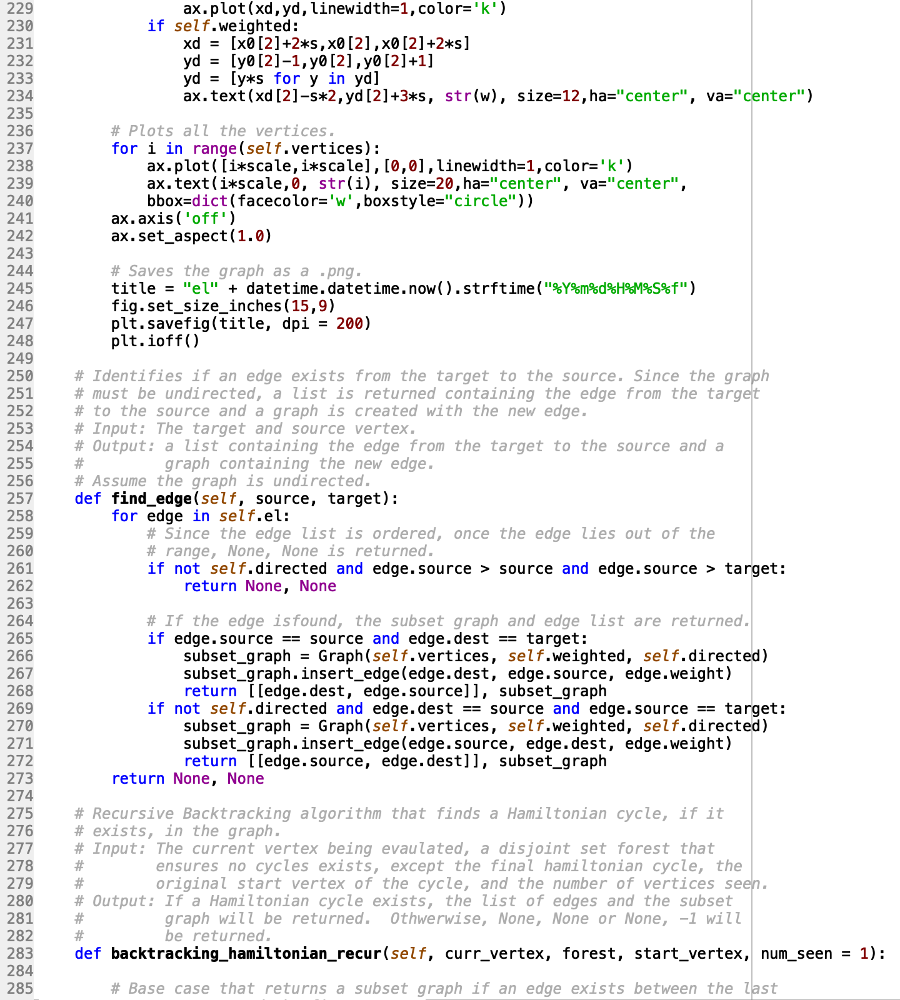 229                 ax.plot(xd,yd,linewidth=1,color='k')
230             if self.weighted:
231                 xd = [x0[2]+2*s,x0[2],x0[2]+2*s]
232                 yd = [y0[2]-1,y0[2],y0[2]+1]
233                 yd = [y*s for y in yd]
234                 ax.text(xd[2]-s*2,yd[2]+3*s, str(w), size=12,ha="center", va="center")
235
236         # Plots all the vertices.
237         for i in range(self.vertices):
238             ax.plot([i*scale,i*scale],[0,0],linewidth=1,color='k')
239             ax.text(i*scale,0, str(i), size=20,ha="center", va="center",
240             bbox=dict(facecolor='w',boxstyle="circle"))
241         ax.axis('off')
242         ax.set_aspect(1.0)
243
244         # Saves the graph as a .png.
245         title = "el" + datetime.datetime.now().strftime("%Y%m%d%H%M%S%f")
246         fig.set_size_inches(15,9)
247         plt.savefig(title, dpi = 200)
248         plt.ioff()
249
250     # Identifies if an edge exists from the target to the source. Since the graph
251     # must be undirected, a list is returned containing the edge from the target
252     # to the source and a graph is created with the new edge.
253     # Input: The target and source vertex.
254     # Output: a list containing the edge from the target to the source and a
255     #         graph containing the new edge.
256     # Assume the graph is undirected.
257     def find_edge(self, source, target):
258         for edge in self.el:
259             # Since the edge list is ordered, once the edge lies out of the
260             # range, None, None is returned.
261             if not self.directed and edge.source > source and edge.source > target:
262                 return None, None
263
264             # If the edge isfound, the subset graph and edge list are returned.
265             if edge.source == source and edge.dest == target:
266                 subset_graph = Graph(self.vertices, self.weighted, self.directed)
267                 subset_graph.insert_edge(edge.dest, edge.source, edge.weight)
268                 return [[edge.dest, edge.source]], subset_graph
269             if not self.directed and edge.dest == source and edge.source == target:
270                 subset_graph = Graph(self.vertices, self.weighted, self.directed)
271                 subset_graph.insert_edge(edge.source, edge.dest, edge.weight)
272                 return [[edge.source, edge.dest]], subset_graph
273         return None, None
274
275     # Recursive Backtracking algorithm that finds a Hamiltonian cycle, if it
276     # exists, in the graph.
277     # Input: The current vertex being evaulated, a disjoint set forest that
278     #        ensures no cycles exists, except the final hamiltonian cycle, the
279     #        original start vertex of the cycle, and the number of vertices seen.
280     # Output: If a Hamiltonian cycle exists, the list of edges and the subset
281     #         graph will be returned.  Othwerwise, None, None or None, -1 will
282     #         be returned.
283     def backtracking_hamiltonian_recur(self, curr_vertex, forest, start_vertex, num_seen = 1):
284
285         # Base case that returns a subset graph if an edge exists between the last